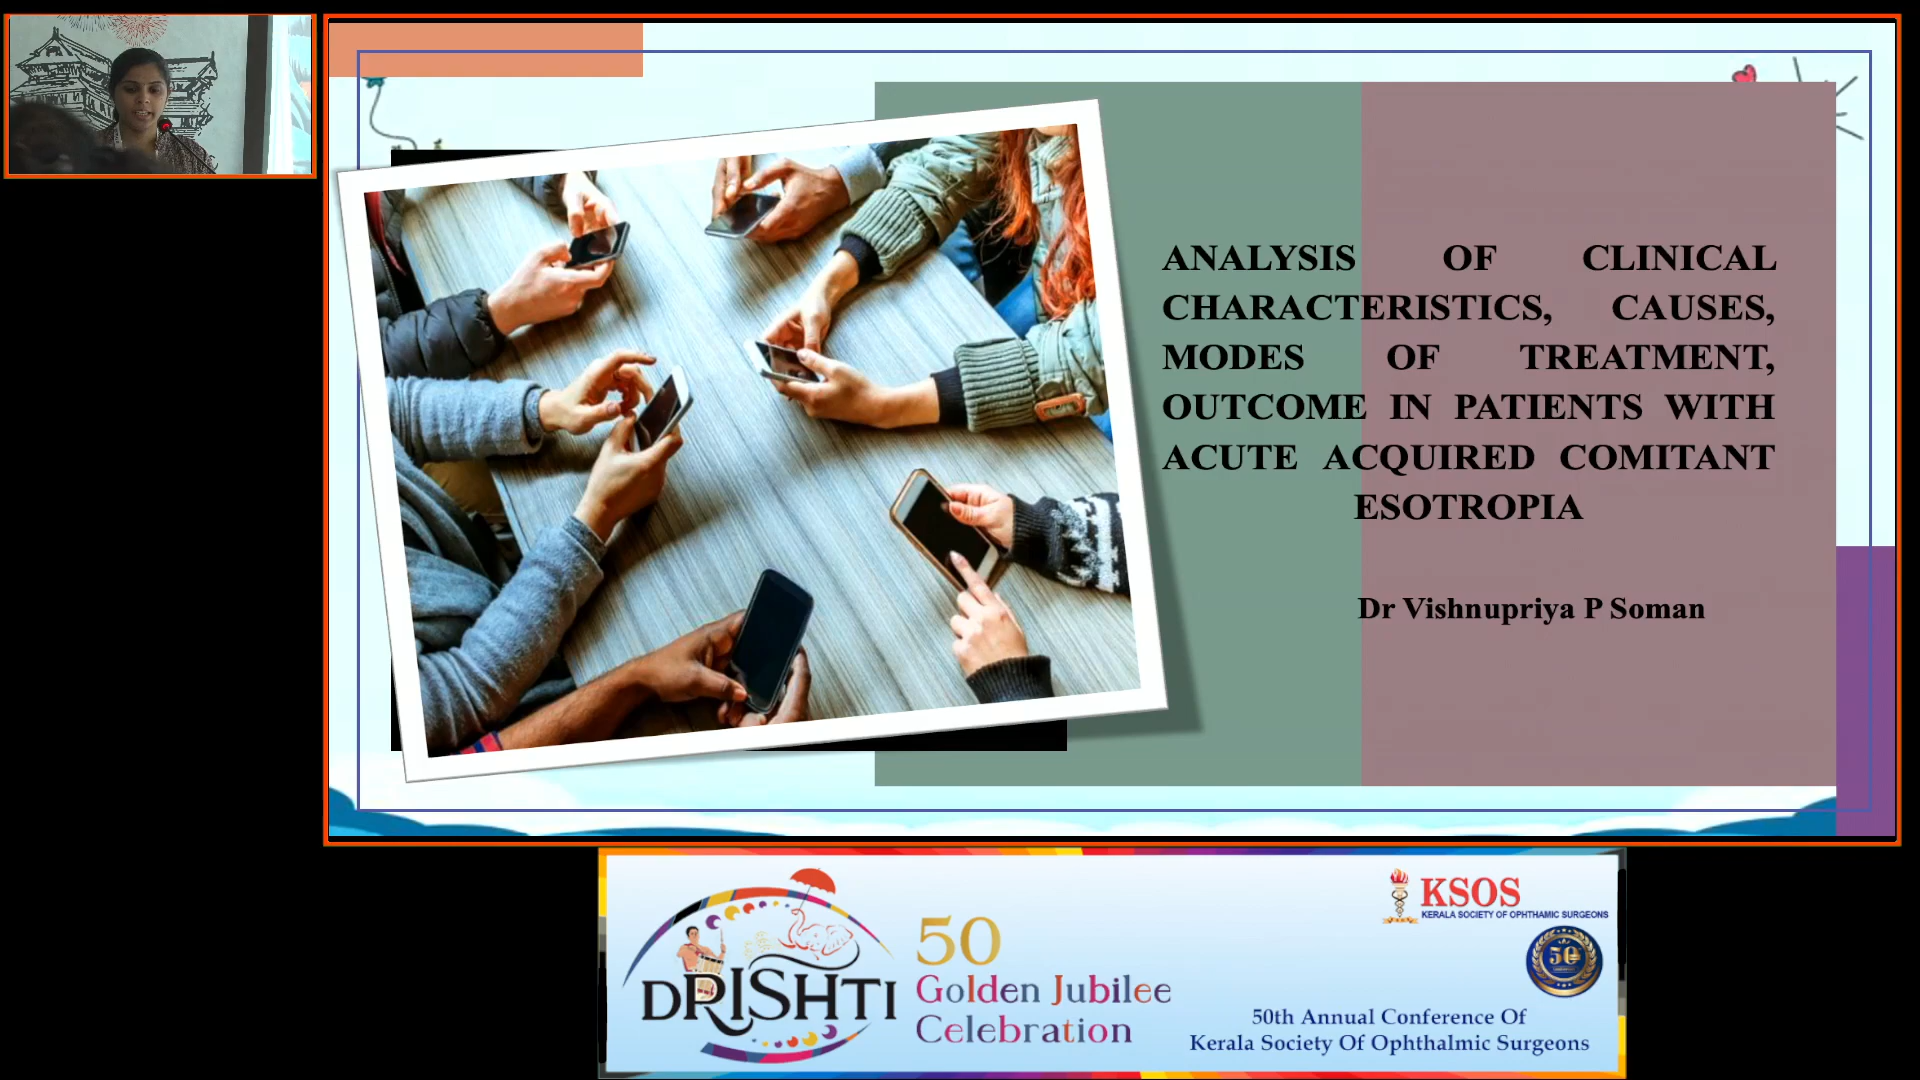 ANALYSIS OF CLINICAL
CHARACTERISTICS, CAUSES,
MODES OF TREATMENT,
OUTCOME IN PATIENTS WITH
ACUTE ACQUIRED COMITANT
ESOTROPIA
Dr Vishnupriya P Soman
DRISHTI
50
Golden Jubilee
Celebration
KSOS
KERALA SOCIETY OF OPHTHAMIC SURGEONS
50
50th Annual Conference Of
Kerala Society Of Ophthalmic Surgeons